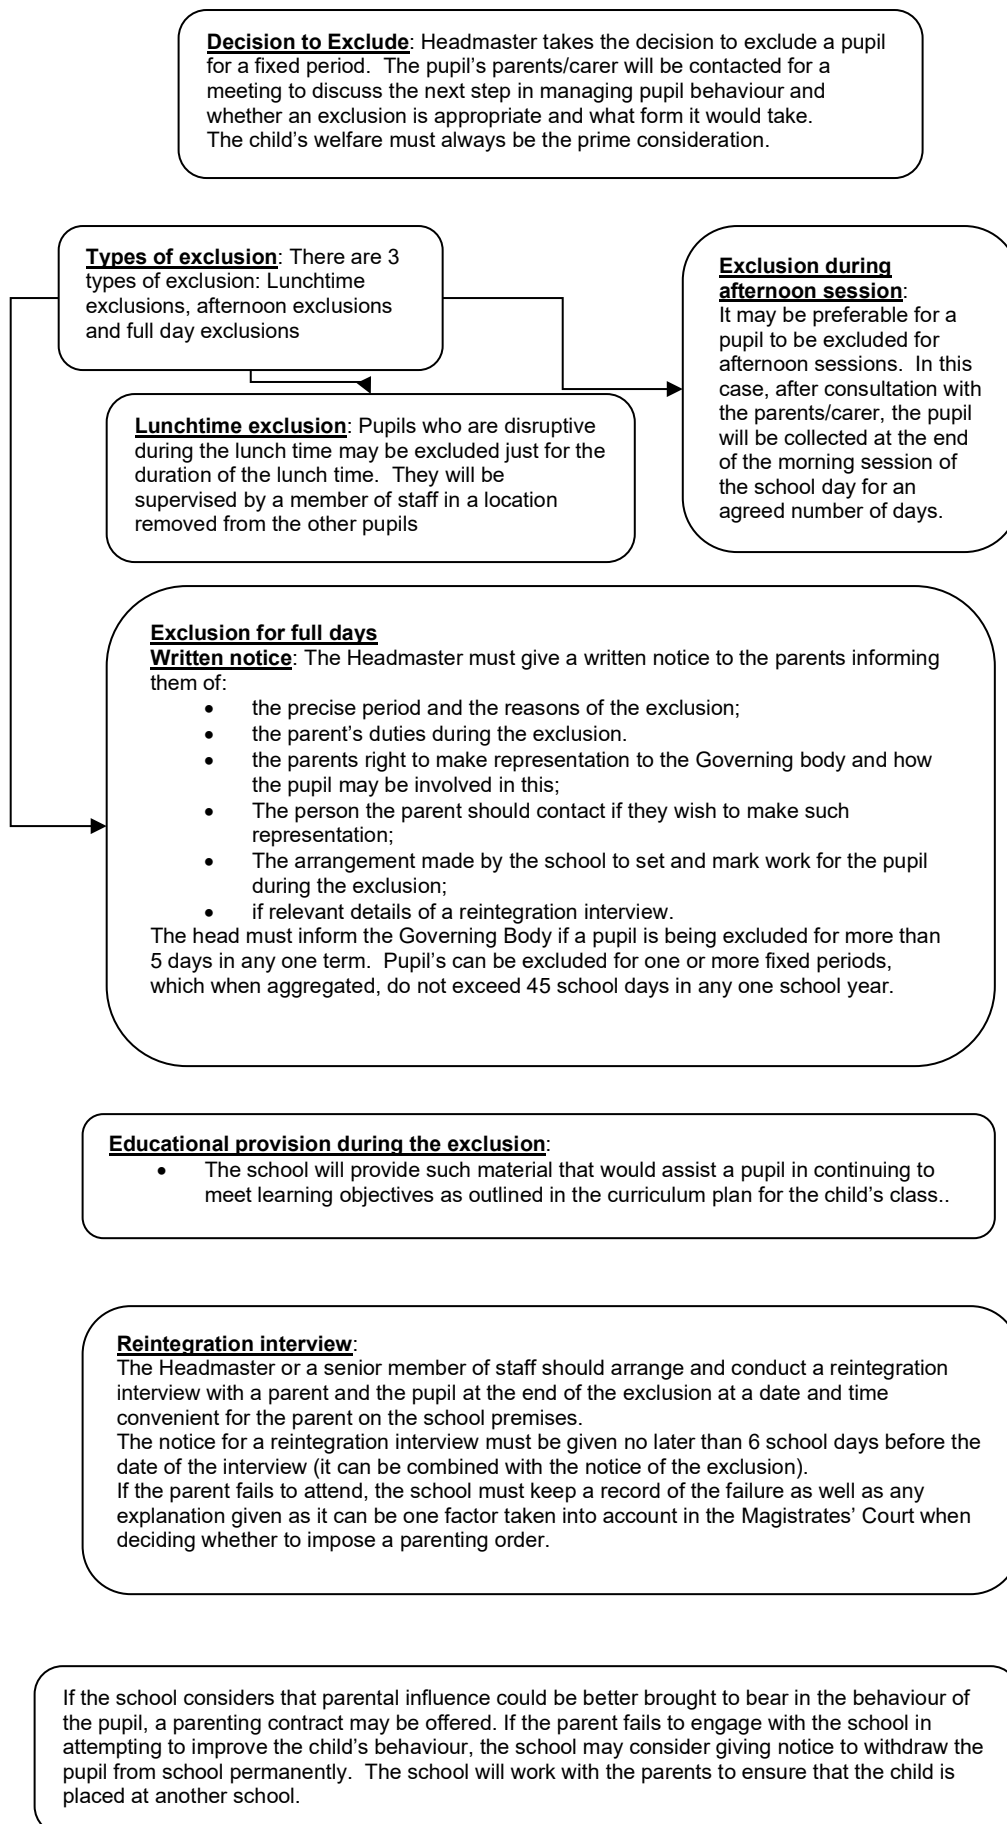 Decision to Exclude: Headmaster takes the decision to exclude a pupil
for a fixed period. The pupil's parents/carer will be contacted for a
meeting to discuss the next step in managing pupil behaviour and
whether an exclusion is appropriate and what form it would take.
The child's welfare must always be the prime consideration.
Types of exclusion: There are 3
types of exclusion: Lunchtime
exclusions, afternoon exclusions
and full day exclusions
Exclusion during
afternoon session:
It may be preferable for a
pupil to be excluded for
afternoon sessions. In this
case, after consultation with
the parents/carer, the pupil
will be collected at the end
of the morning session of
the school day for an
agreed number of days.
Lunchtime exclusion: Pupils who are disruptive
during the lunch time may be excluded just for the
duration of the lunch time. They will be
supervised by a member of staff in a location
removed from the other pupils
Exclusion for full days
Written notice: The Headmaster must give a written notice to the parents informing
them of:
• the precise period and the reasons of the exclusion;
• the parent's duties during the exclusion.
• the parents right to make representation to the Governing body and how
the pupil may be involved in this;
• The person the parent should contact if they wish to make such
representation;
• The arrangement made by the school to set and mark work for the pupil
during the exclusion;
• if relevant details of a reintegration interview.
The head must inform the Governing Body if a pupil is being excluded for more than
5 days in any one term. Pupil's can be excluded for one or more fixed periods,
which when aggregated, do not exceed 45 school days in any one school year.
Educational provision during the exclusion:
• The school will provide such material that would assist a pupil in continuing to
meet learning objectives as outlined in the curriculum plan for the child's class..
Reintegration interview:
The Headmaster or a senior member of staff should arrange and conduct a reintegration
interview with a parent and the pupil at the end of the exclusion at a date and time
convenient for the parent on the school premises.
The notice for a reintegration interview must be given no later than 6 school days before the
date of the interview (it can be combined with the notice of the exclusion).
If the parent fails to attend, the school must keep a record of the failure as well as any
explanation given as it can be one factor taken into account in the Magistrates' Court when
deciding whether to impose a parenting order.
If the school considers that parental influence could be better brought to bear in the behaviour of
the pupil, a parenting contract may be offered. If the parent fails to engage with the school in
attempting to improve the child's behaviour, the school may consider giving notice to withdraw the
pupil from school permanently. The school will work with the parents to ensure that the child is
placed at another school.